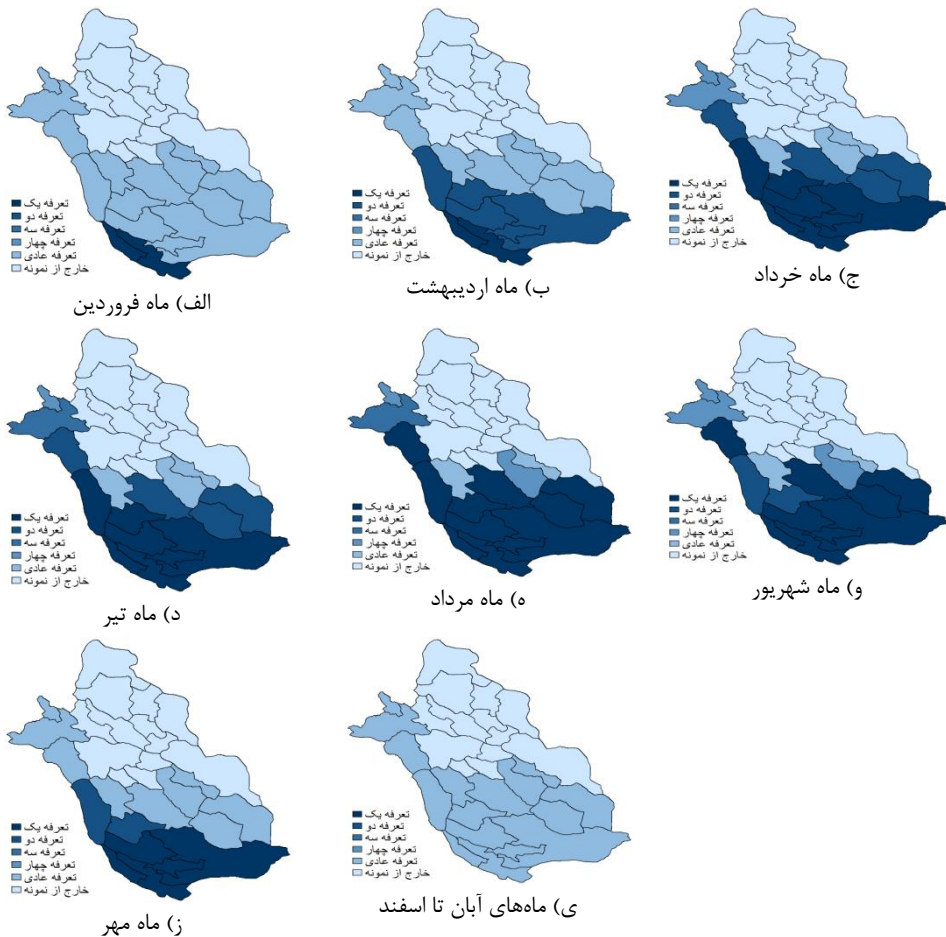 تعرفه یک
تعرفه دو
تعرفه سه
تعرفه چهار
تعرفه عادی
خارج از نمونه
الف) ماه فروردین
تعرفه یک
تعرفه دو
تعرفه سه
تعرفه چهار
تعرفه عادی
خارج از نمونه
ب) ماه اردیبهشت
تعرفه یک
تعرفه دو
تعرفه سه
تعرفه چهار
تعرفه عادی
خارج از نمونه
ج) ماه خرداد
تعرفه یک
تعرفه دو
تعرفه سه
تعرفه چهار
تعرفه عادی
خارج از نمونه
د) ماه تیر
تعرفه یک
تعرفه دو
تعرفه سه
تعرفه چهار
تعرفه عادی
خارج از نمونه
ه) ماه مرداد
تعرفه یک
تعرفه دو
تعرفه سه
تعرفه چهار
تعرفه عادی
خارج از نمونه
و) ماه شهریور
تعرفه یک
تعرفه دو
تعرفه سه
تعرفه چهار
تعرفه عادی
خارج از نمونه
ز) ماه مهر
تعرفه یک
تعرفه دو
تعرفه سه
تعرفه چهار
تعرفه عادی
خارج از نمونه
ی) ماه‌های آبان تا اسفند